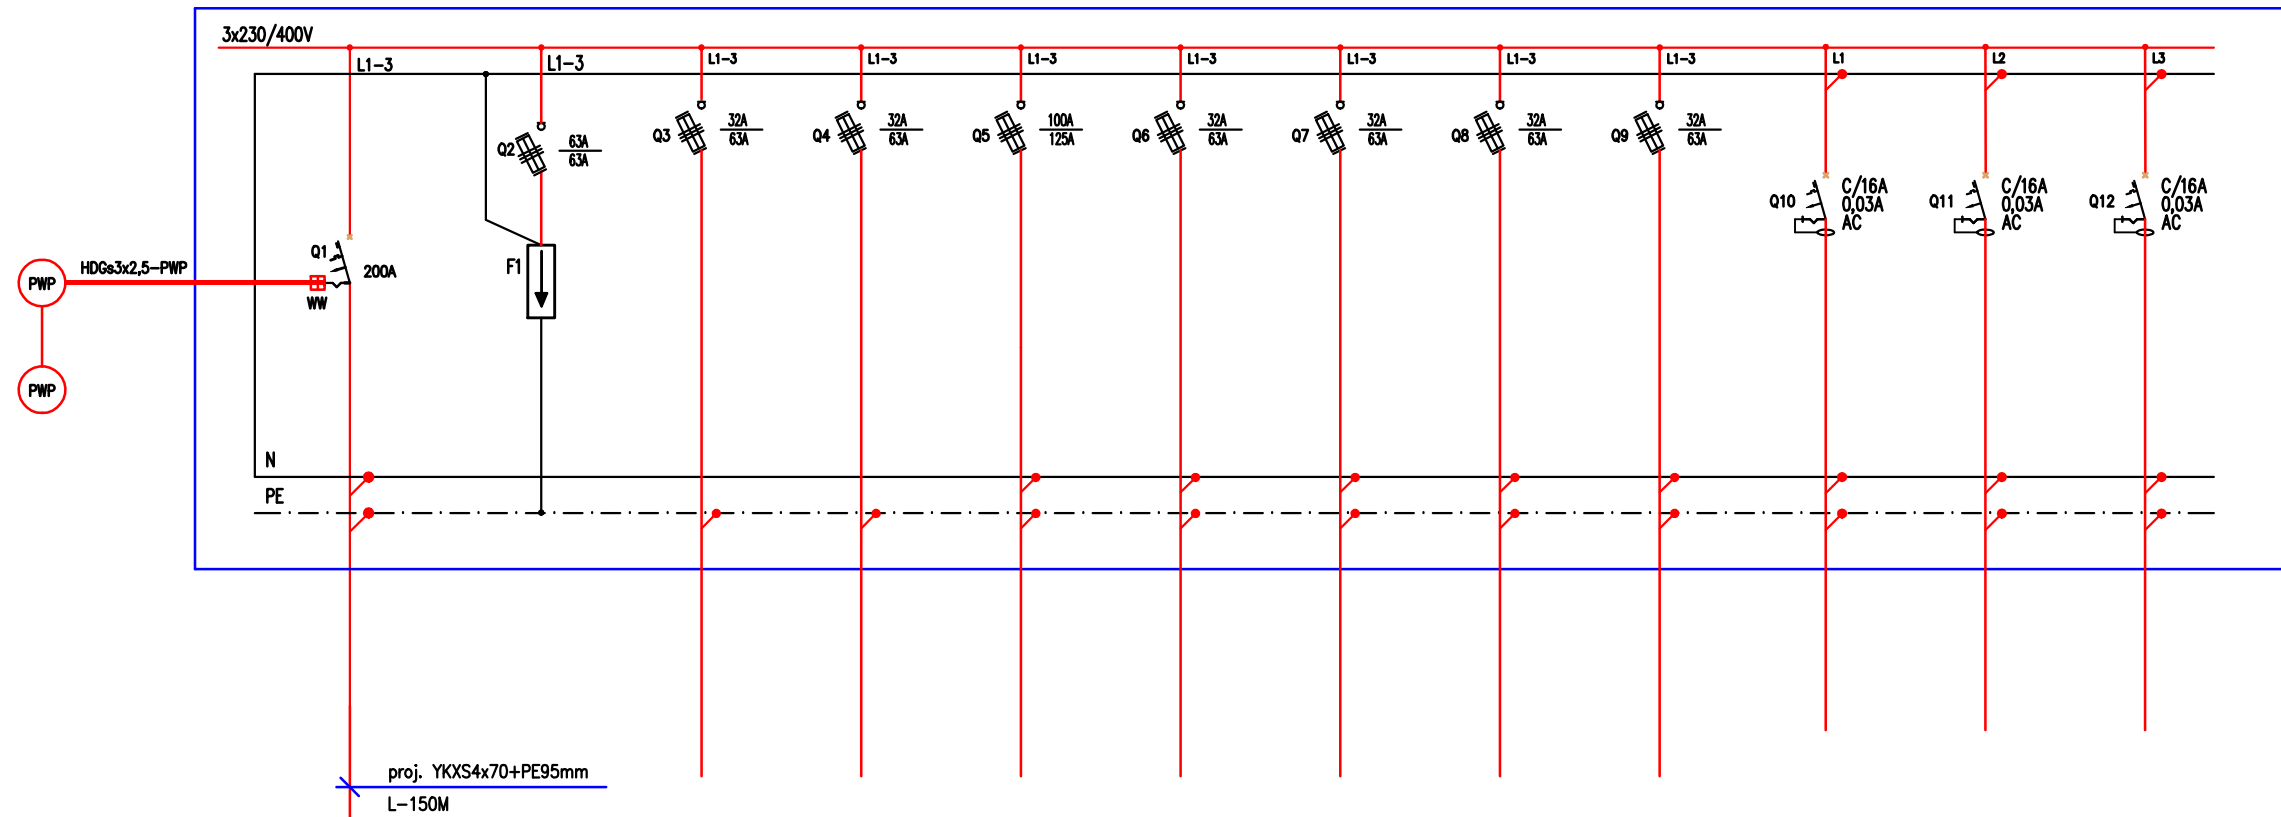 3x230/400V
L1-3
L1-3
L1-3
L1-3
L1-3
L1-3
L1-3
L1-3
L1-3
L1
L2
L3
Q2
63A
63A
Q3
32A
63A
Q4
32A
63A
Q5
100A
125A
Q6
32A
63A
Q7
32A
63A
Q8
32A
63A
Q9
32A
63A
Q10
C/16A
0,03A
AC
Q11
C/16A
0,03A
AC
Q12
C/16A
0,03A
AC
Q1
200A
WW
F1
PWP
HDGs3x2,5-PWP
PWP
N
PE
proj. YKXS4x70+PE95mm
L-150M